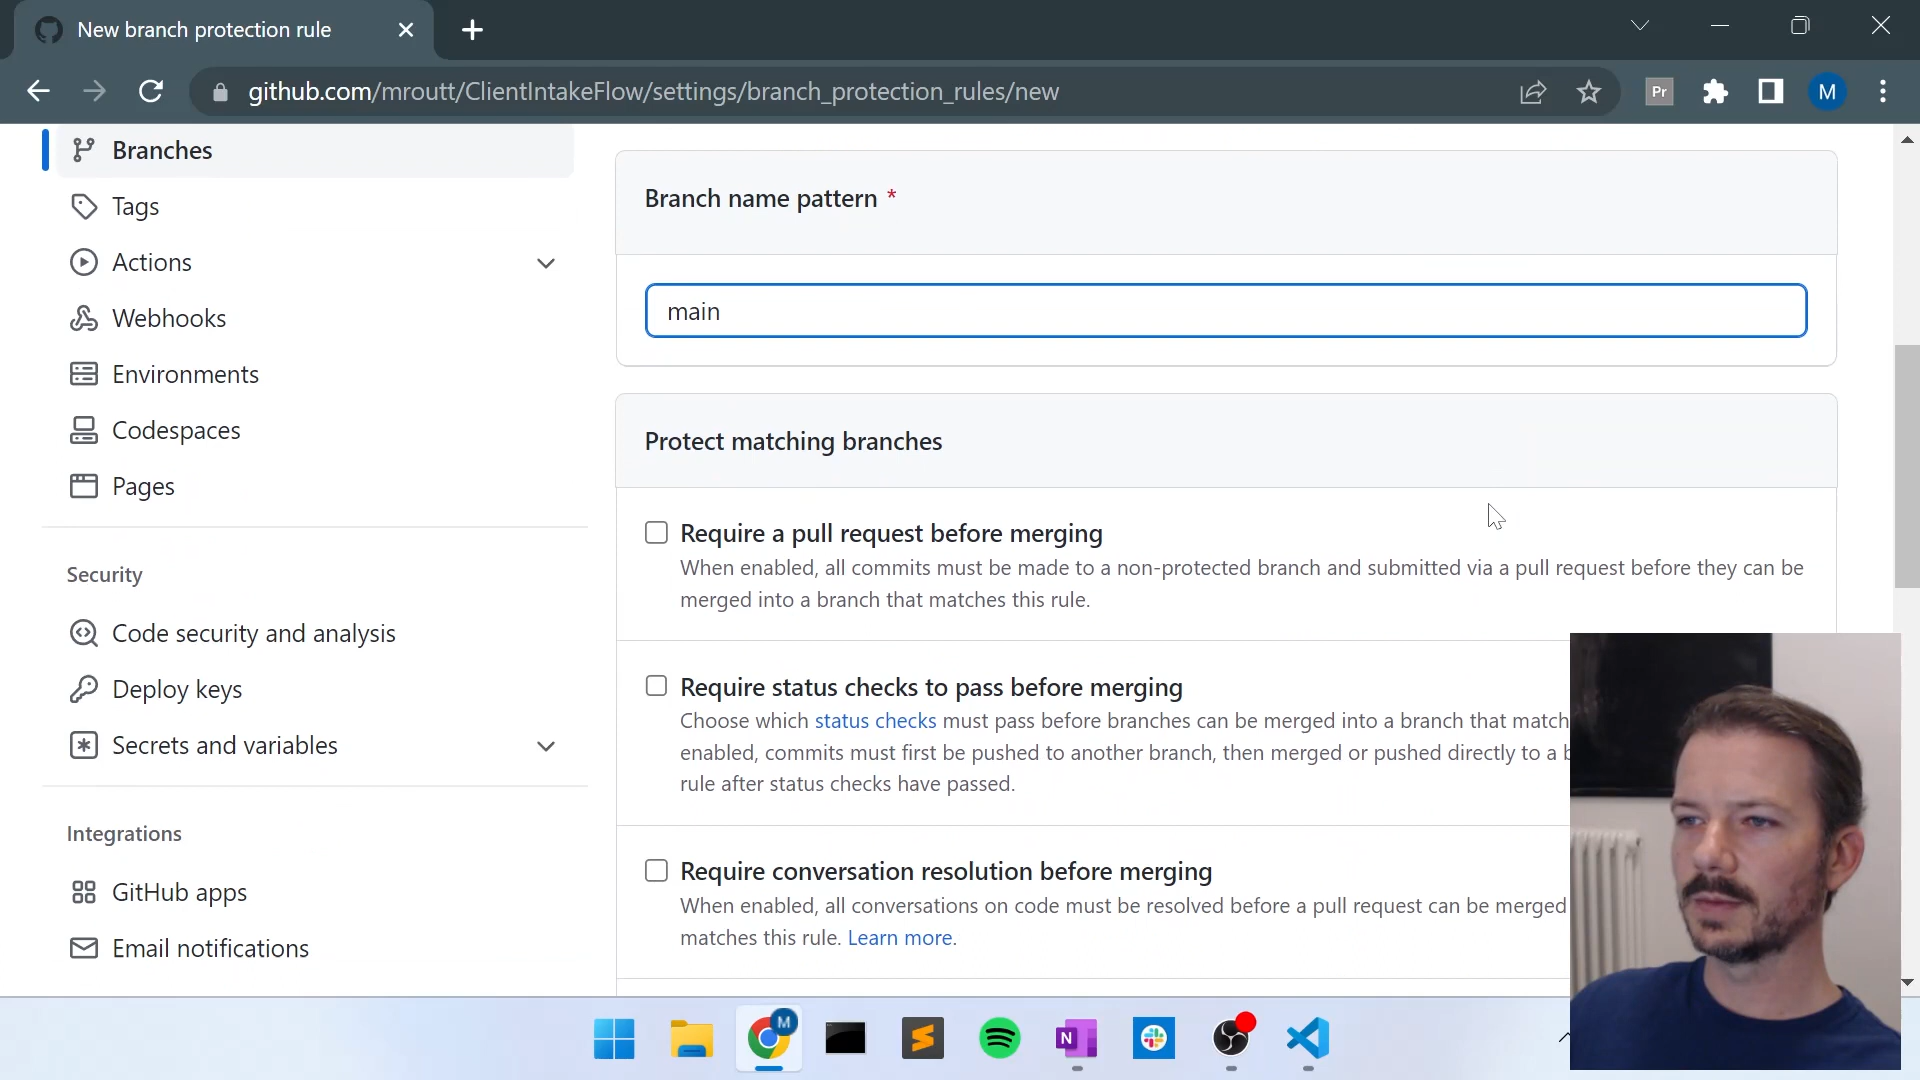 New branch protection rule
github.com/mroutt/ClientIntakeFlow/settings/branch_protection_rules/new
Pr
M
Branches
Tags
Actions
Webhooks
Environments
Codespaces
Pages
Security
Code security and analysis
Deploy keys
Secrets and variables
Integrations
GitHub apps
Email notifications
Branch name pattern *
main
Protect matching branches
Require a pull request before merging
When enabled, all commits must be made to a non-protected branch and submitted via a pull request before they can be
merged into a branch that matches this rule.
Require status checks to pass before merging
Choose which status checks must pass before branches can be merged into a branch that match
enabled, commits must first be pushed to another branch, then merged or pushed directly to a b
rule after status checks have passed.
Require conversation resolution before merging
When enabled, all conversations on code must be resolved before a pull request can be merged
matches this rule. Learn more.
M
N